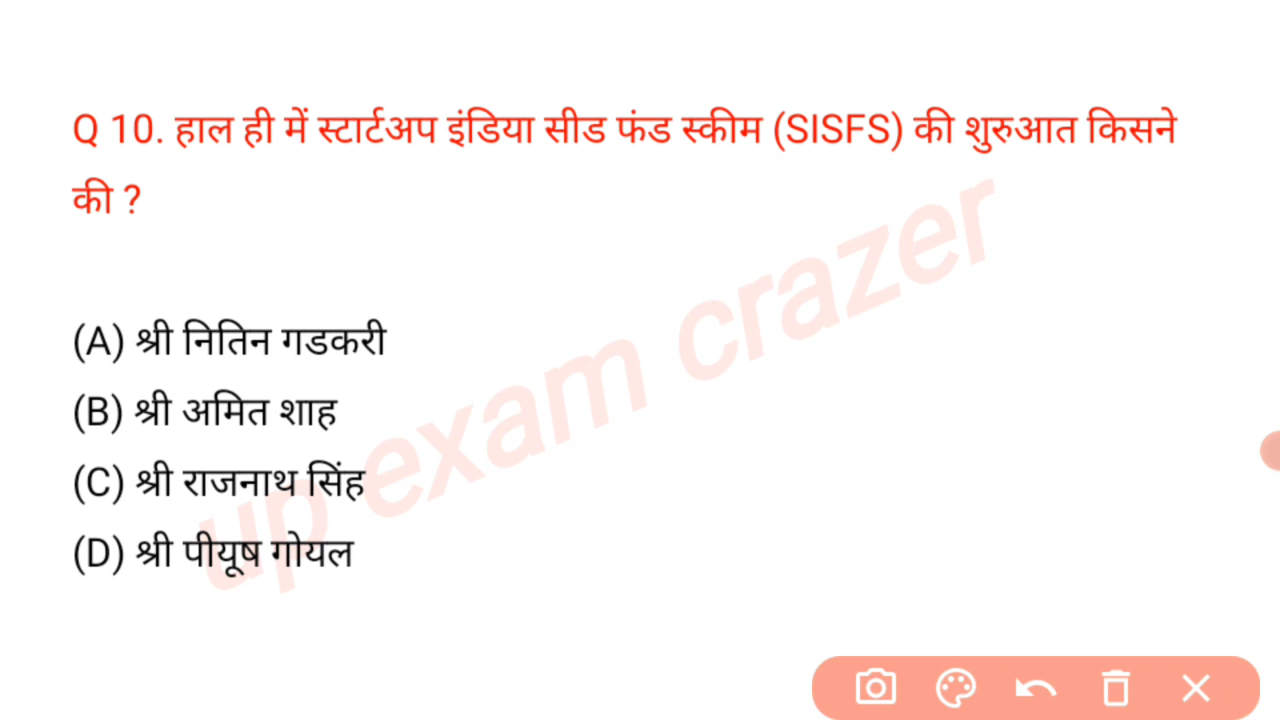 Q 10. हाल ही में स्टार्टअप इंडिया सीड फंड स्कीम (SISFS) की शुरुआत किसने
की ?
(A) श्री नितिन गडकरी
(B) श्री अमित शाह
(C) श्री राजनाथ सिंह
(D) श्री पीयूष गोयल
up exam crazer